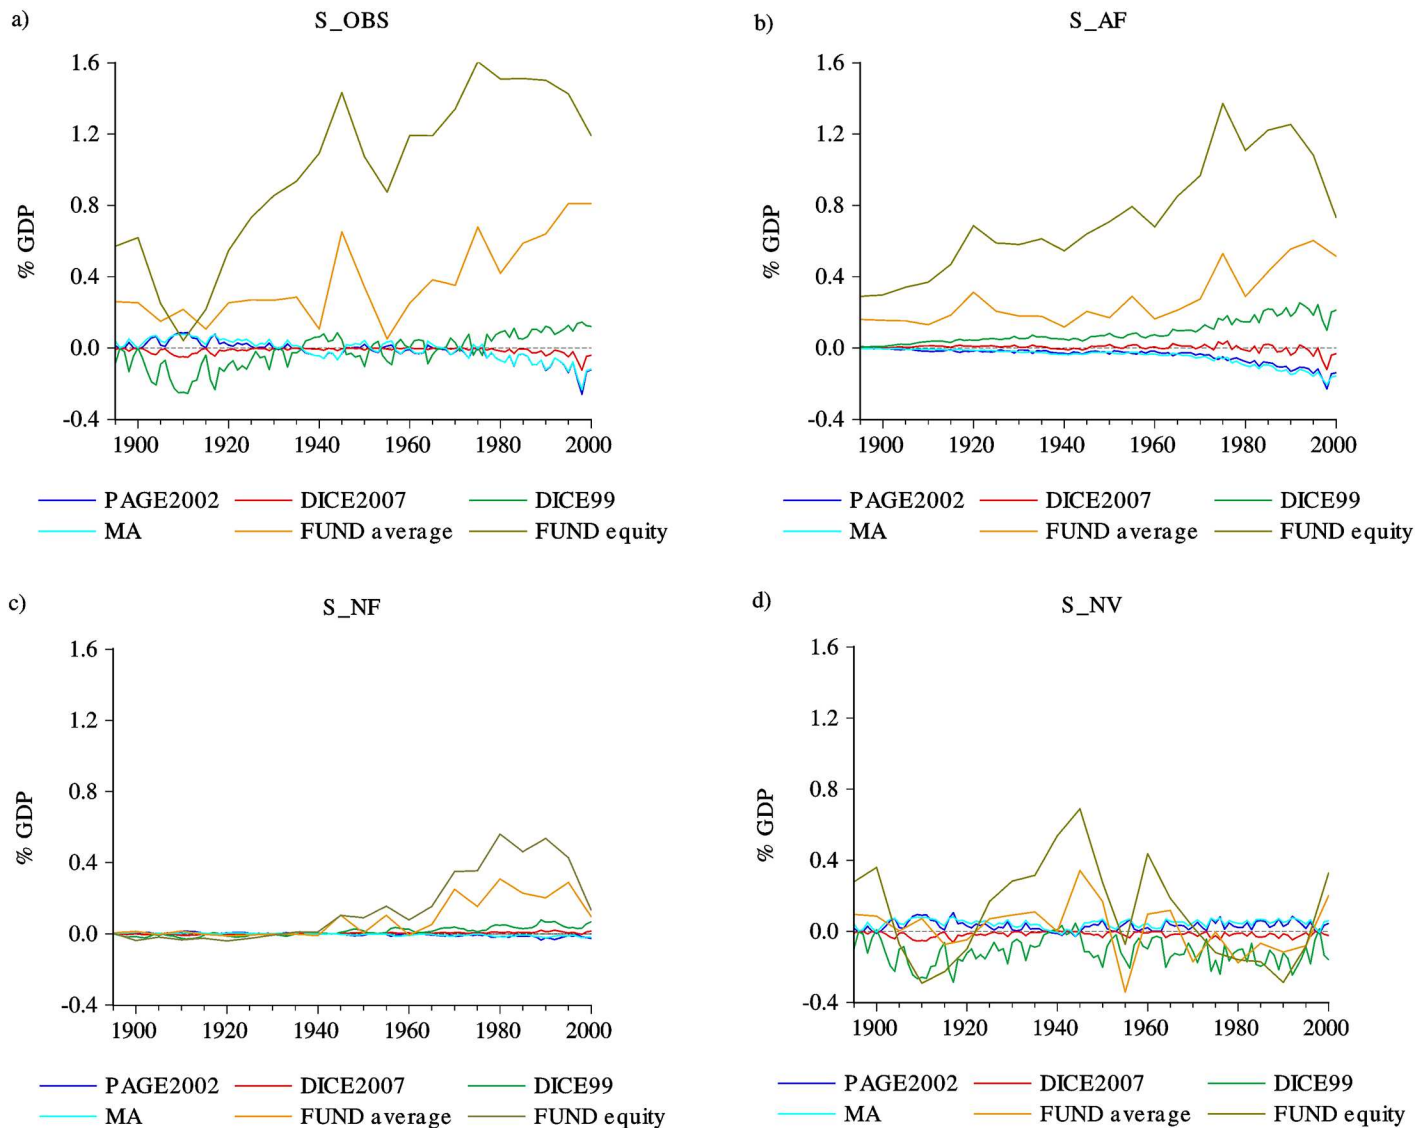 a) S_OBS
1.6
1.2
0.8
0.4
0.0
-0.4
% GDP
1900 1920 1940 1960 1980 2000
PAGE2002 DICE2007 DICE99
MA FUND average FUND equity
b) S_AF
1.6
1.2
0.8
0.4
0.0
-0.4
% GDP
1900 1920 1940 1960 1980 2000
PAGE2002 DICE2007 DICE99
MA FUND average FUND equity
c) S_NF
1.6
1.2
0.8
0.4
0.0
-0.4
% GDP
1900 1920 1940 1960 1980 2000
PAGE2002 DICE2007 DICE99
MA FUND average FUND equity
d) S_NV
1.6
1.2
0.8
0.4
0.0
-0.4
% GDP
1900 1920 1940 1960 1980 2000
PAGE2002 DICE2007 DICE99
MA FUND average FUND equity